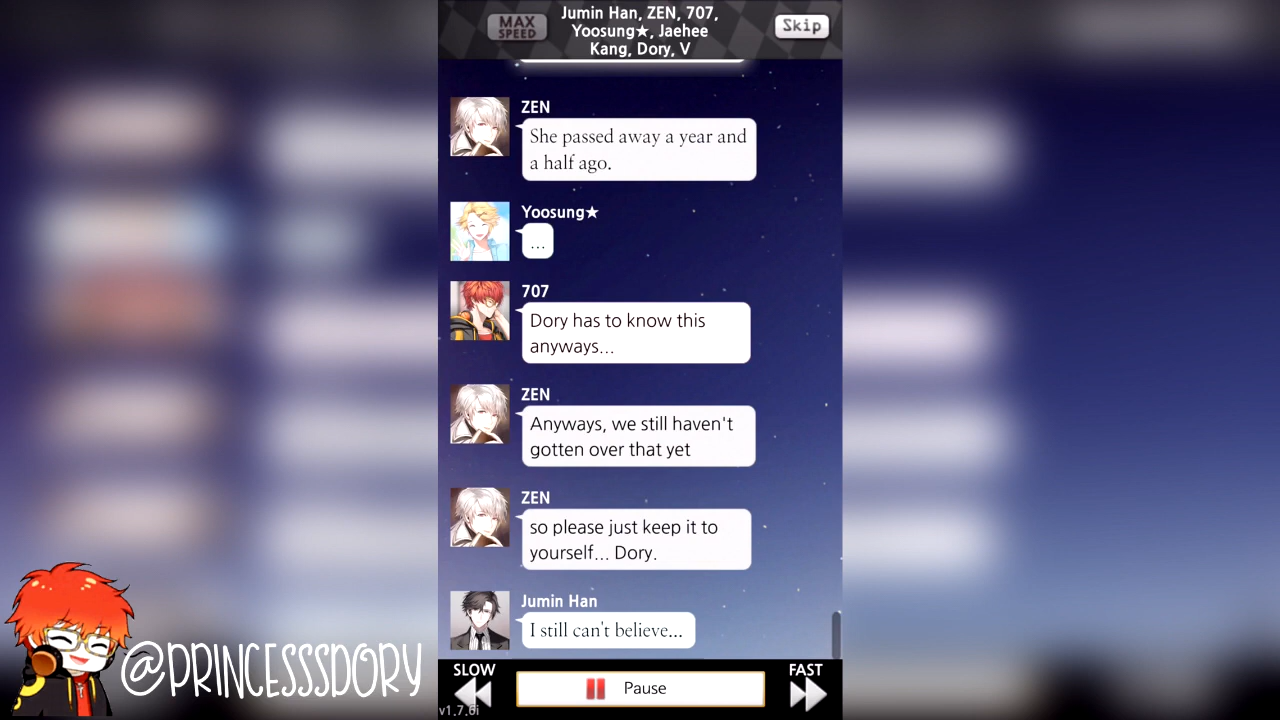 MAX
SPEED
Jumin Han, ZEN, 707,
Yoosung★, Jaehee
Kang, Dory, V
Skip
ZEN
She passed away a year and
a half ago.
Yoosung★
...
707
Dory has to know this
anyways...
ZEN
Anyways, we still haven't
gotten over that yet
ZEN
so please just keep it to
yourself... Dory.
Jumin Han
I still can't believe...
SLOW
Pause
FAST
v1.7.6i
@PRINCESSSDORY